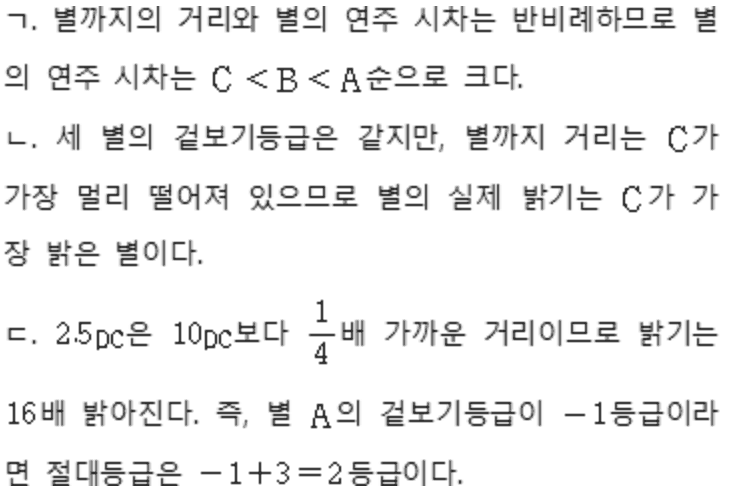 ㄱ. 별까지의 거리와 별의 연주 시차는 반비례하므로 별
의 연주 시차는 C < B < A순으로 크다.
ㄴ. 세 별의 겉보기등급은 같지만, 별까지 거리는 C가
가장 멀리 떨어져 있으므로 별의 실제 밝기는 C가 가
장 밝은 별이다.
ㄷ. 2.5pc은 10pc보다 1/4배 가까운 거리이므로 밝기는
16배 밝아진다. 즉, 별 A의 겉보기등급이 -1등급이라
면 절대등급은 -1+3=2등급이다.